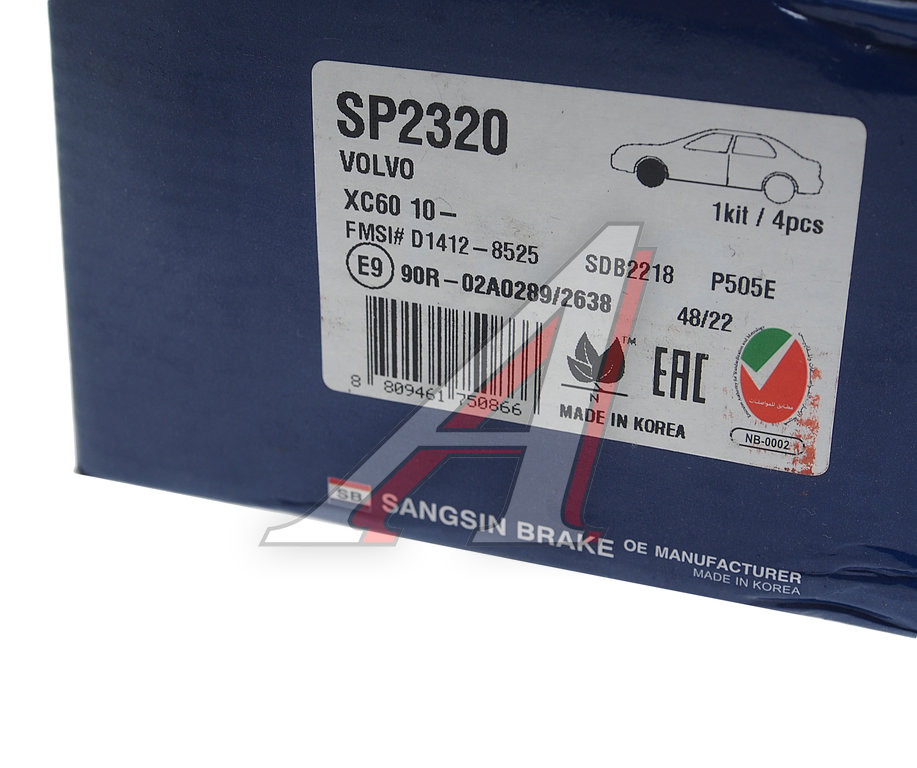 SP2320
VOLVO
XC60 10-
1kit / 4pcs
FMSI# D1412-8525
SDB2218 P505E
E9 90R-02A0289/2638
48/22
8 809461 750866
TM
N
EAC
MADE IN KOREA
NB-0002
SB SANGSIN BRAKE OE MANUFACTURER
MADE IN KOREA